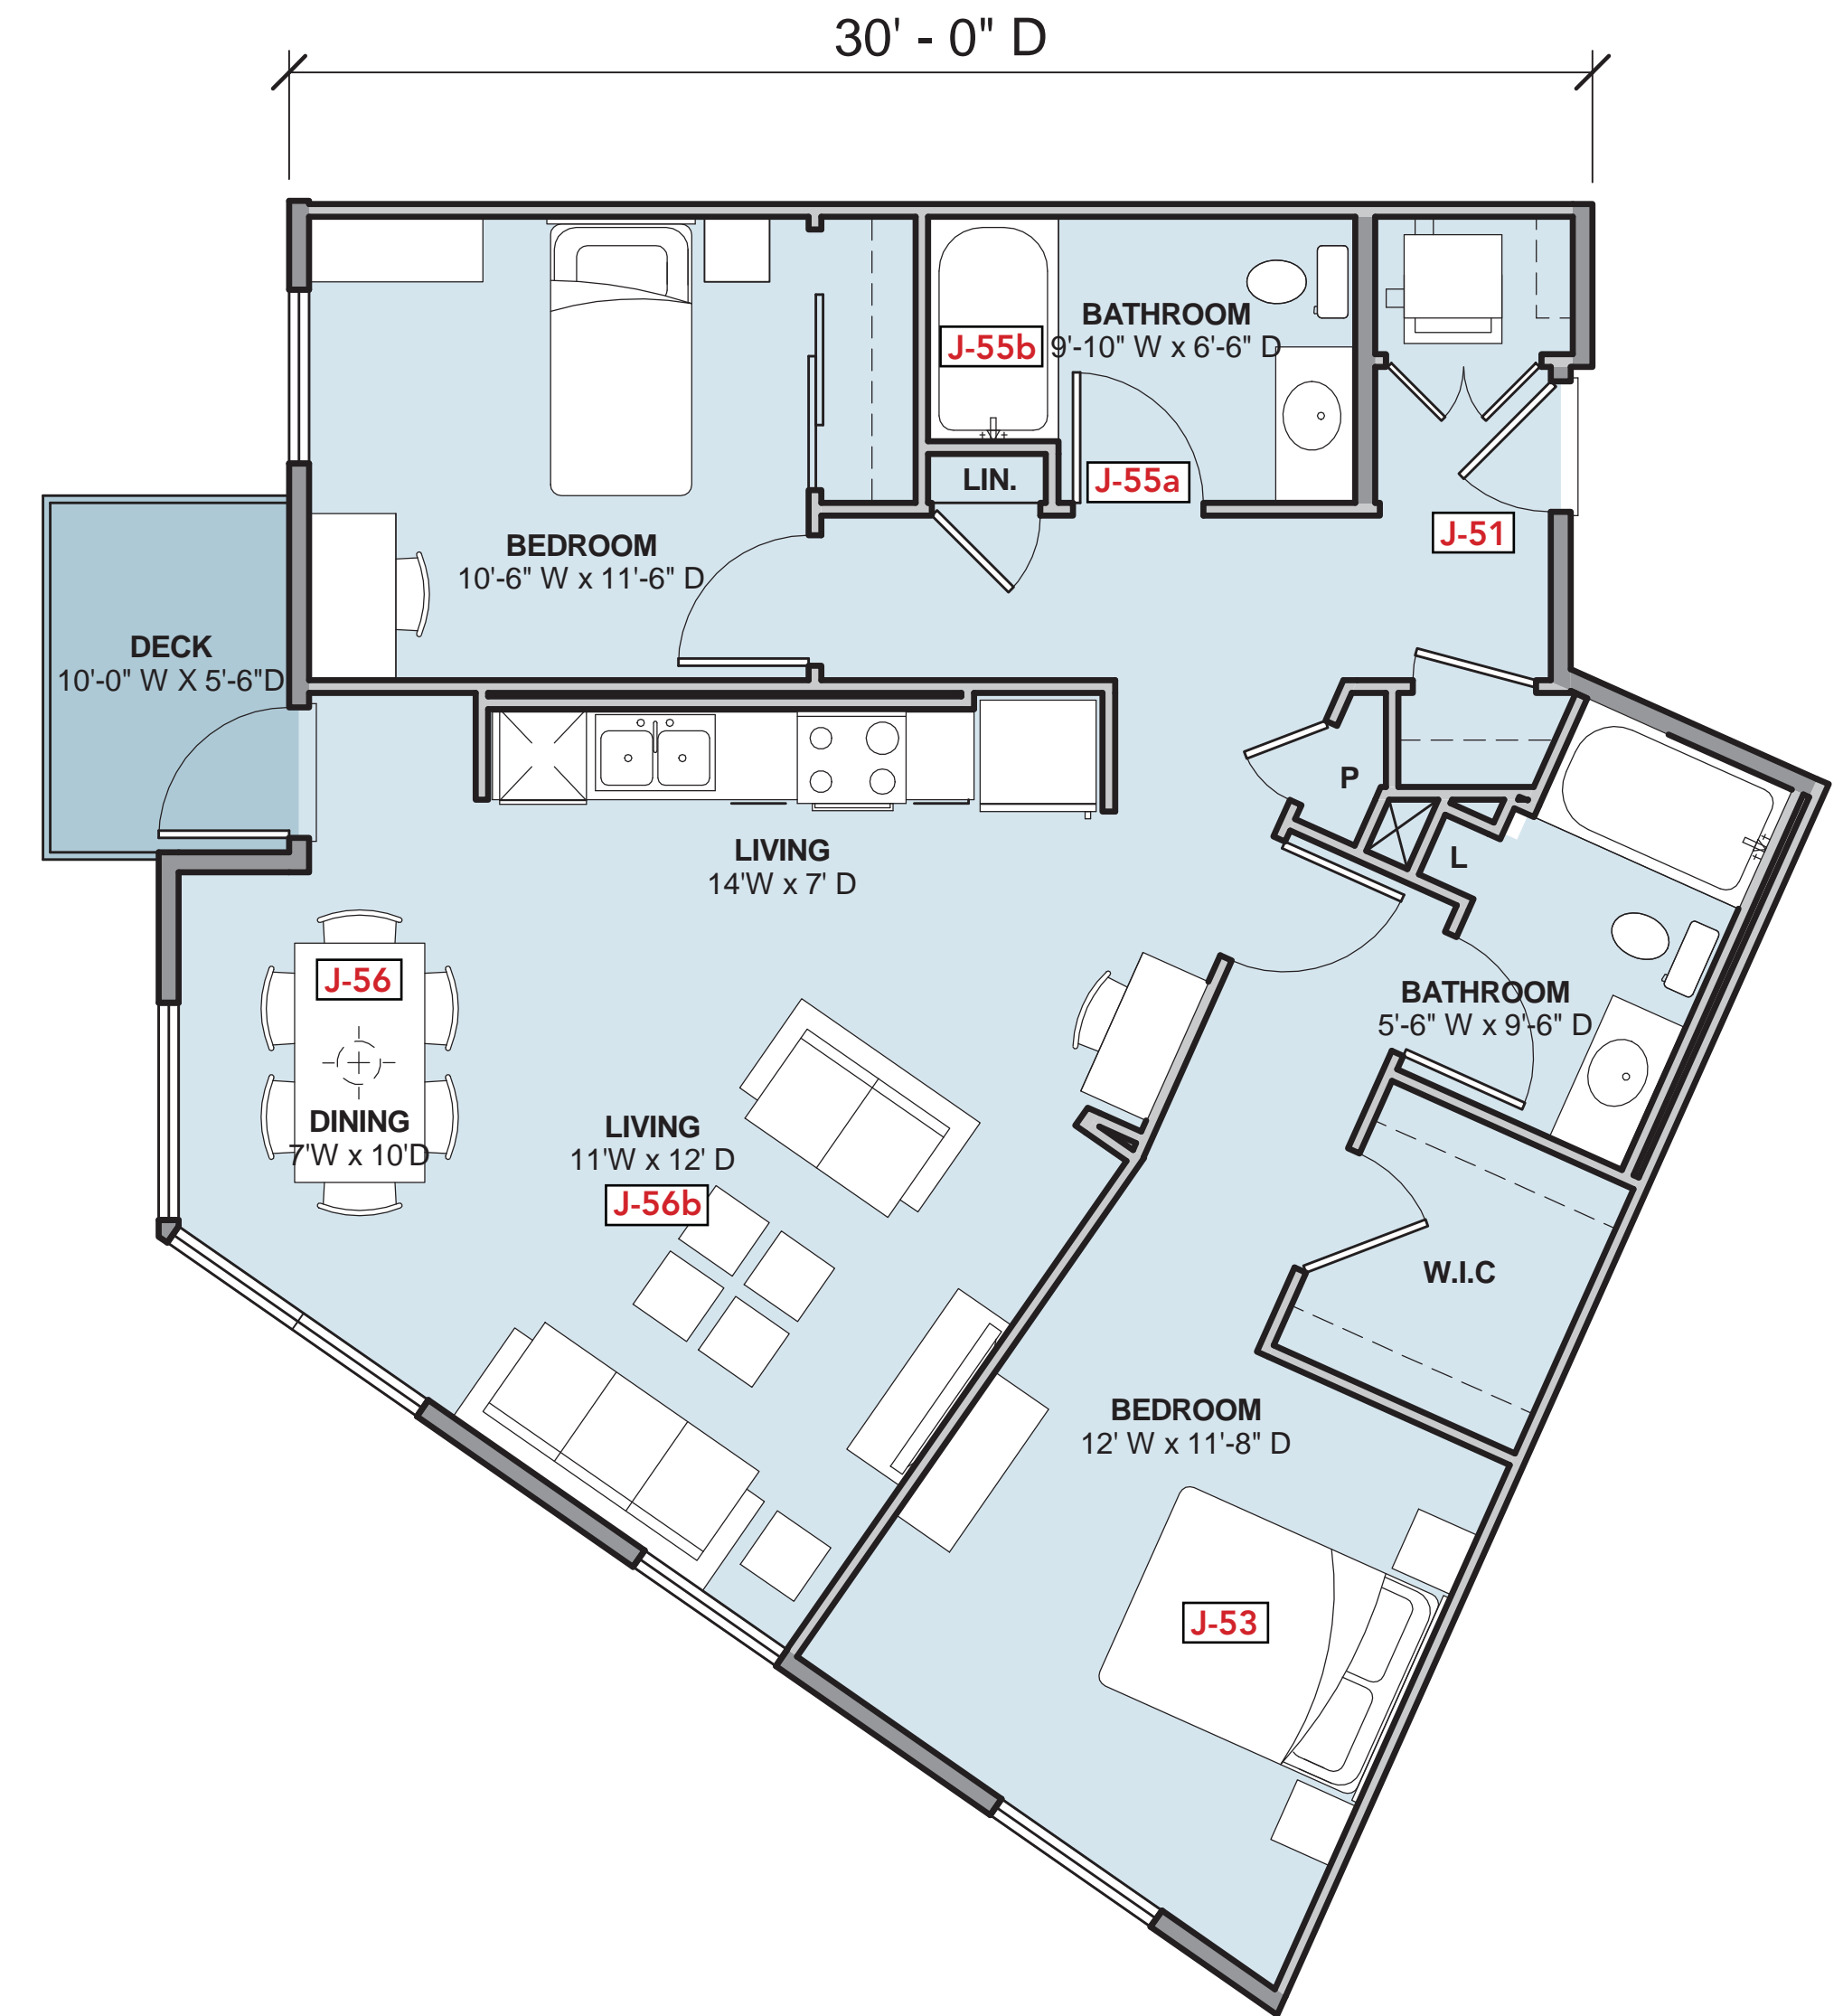 30' - 0" D
BATHROOM
9'-10" W x 6'-6" D
J-55b
J-55a
LIN.
J-51
BEDROOM
10'-6" W x 11'-6" D
DECK
10'-0" W X 5'-6"D
P
L
LIVING
14'W x 7' D
J-56
BATHROOM
5'-6" W x 9'-6" D
DINING
7'W x 10'D
LIVING
11'W x 12' D
J-56b
W.I.C
BEDROOM
12' W x 11'-8" D
J-53